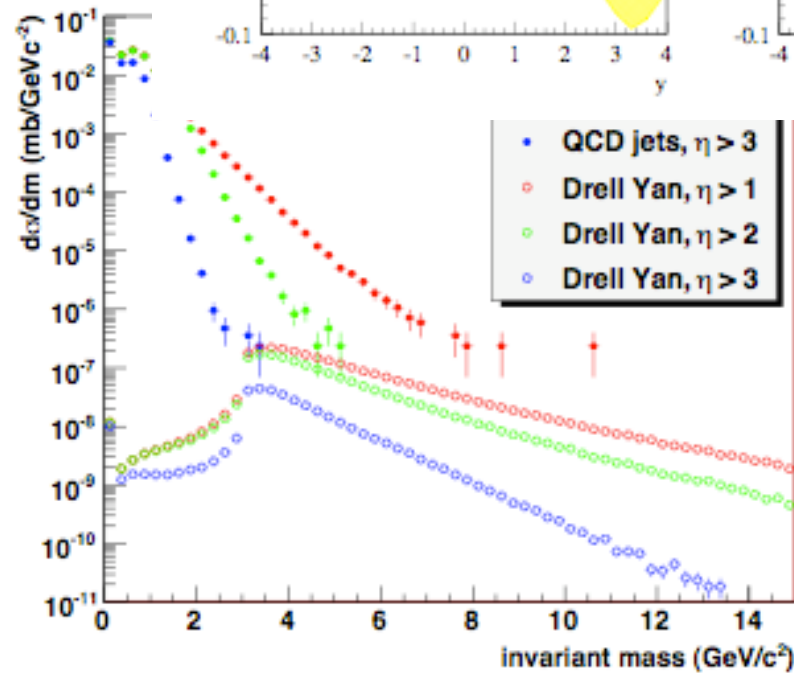 -0.1
-4 -3 -2 -1 0 1 2 3 4
y
-0.1
-4
dσ/dm (mb/GeVc⁻²)
10⁻¹
10⁻²
10⁻³
10⁻⁴
10⁻⁵
10⁻⁶
10⁻⁷
10⁻⁸
10⁻⁹
10⁻¹⁰
10⁻¹¹
QCD jets, η > 3
Drell Yan, η > 1
Drell Yan, η > 2
Drell Yan, η > 3
0 2 4 6 8 10 12 14
invariant mass (GeV/c²)